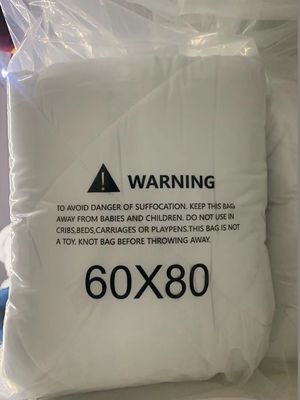 WARNING
TO AVOID DANGER OF SUFFOCATION. KEEP THIS BAG
AWAY FROM BABIES AND CHILDREN. DO NOT USE IN
CRIBS,BEDS,CARRIAGES OR PLAYPENS.THIS BAG IS NOT
A TOY. KNOT BAG BEFORE THROWING AWAY.
60X80